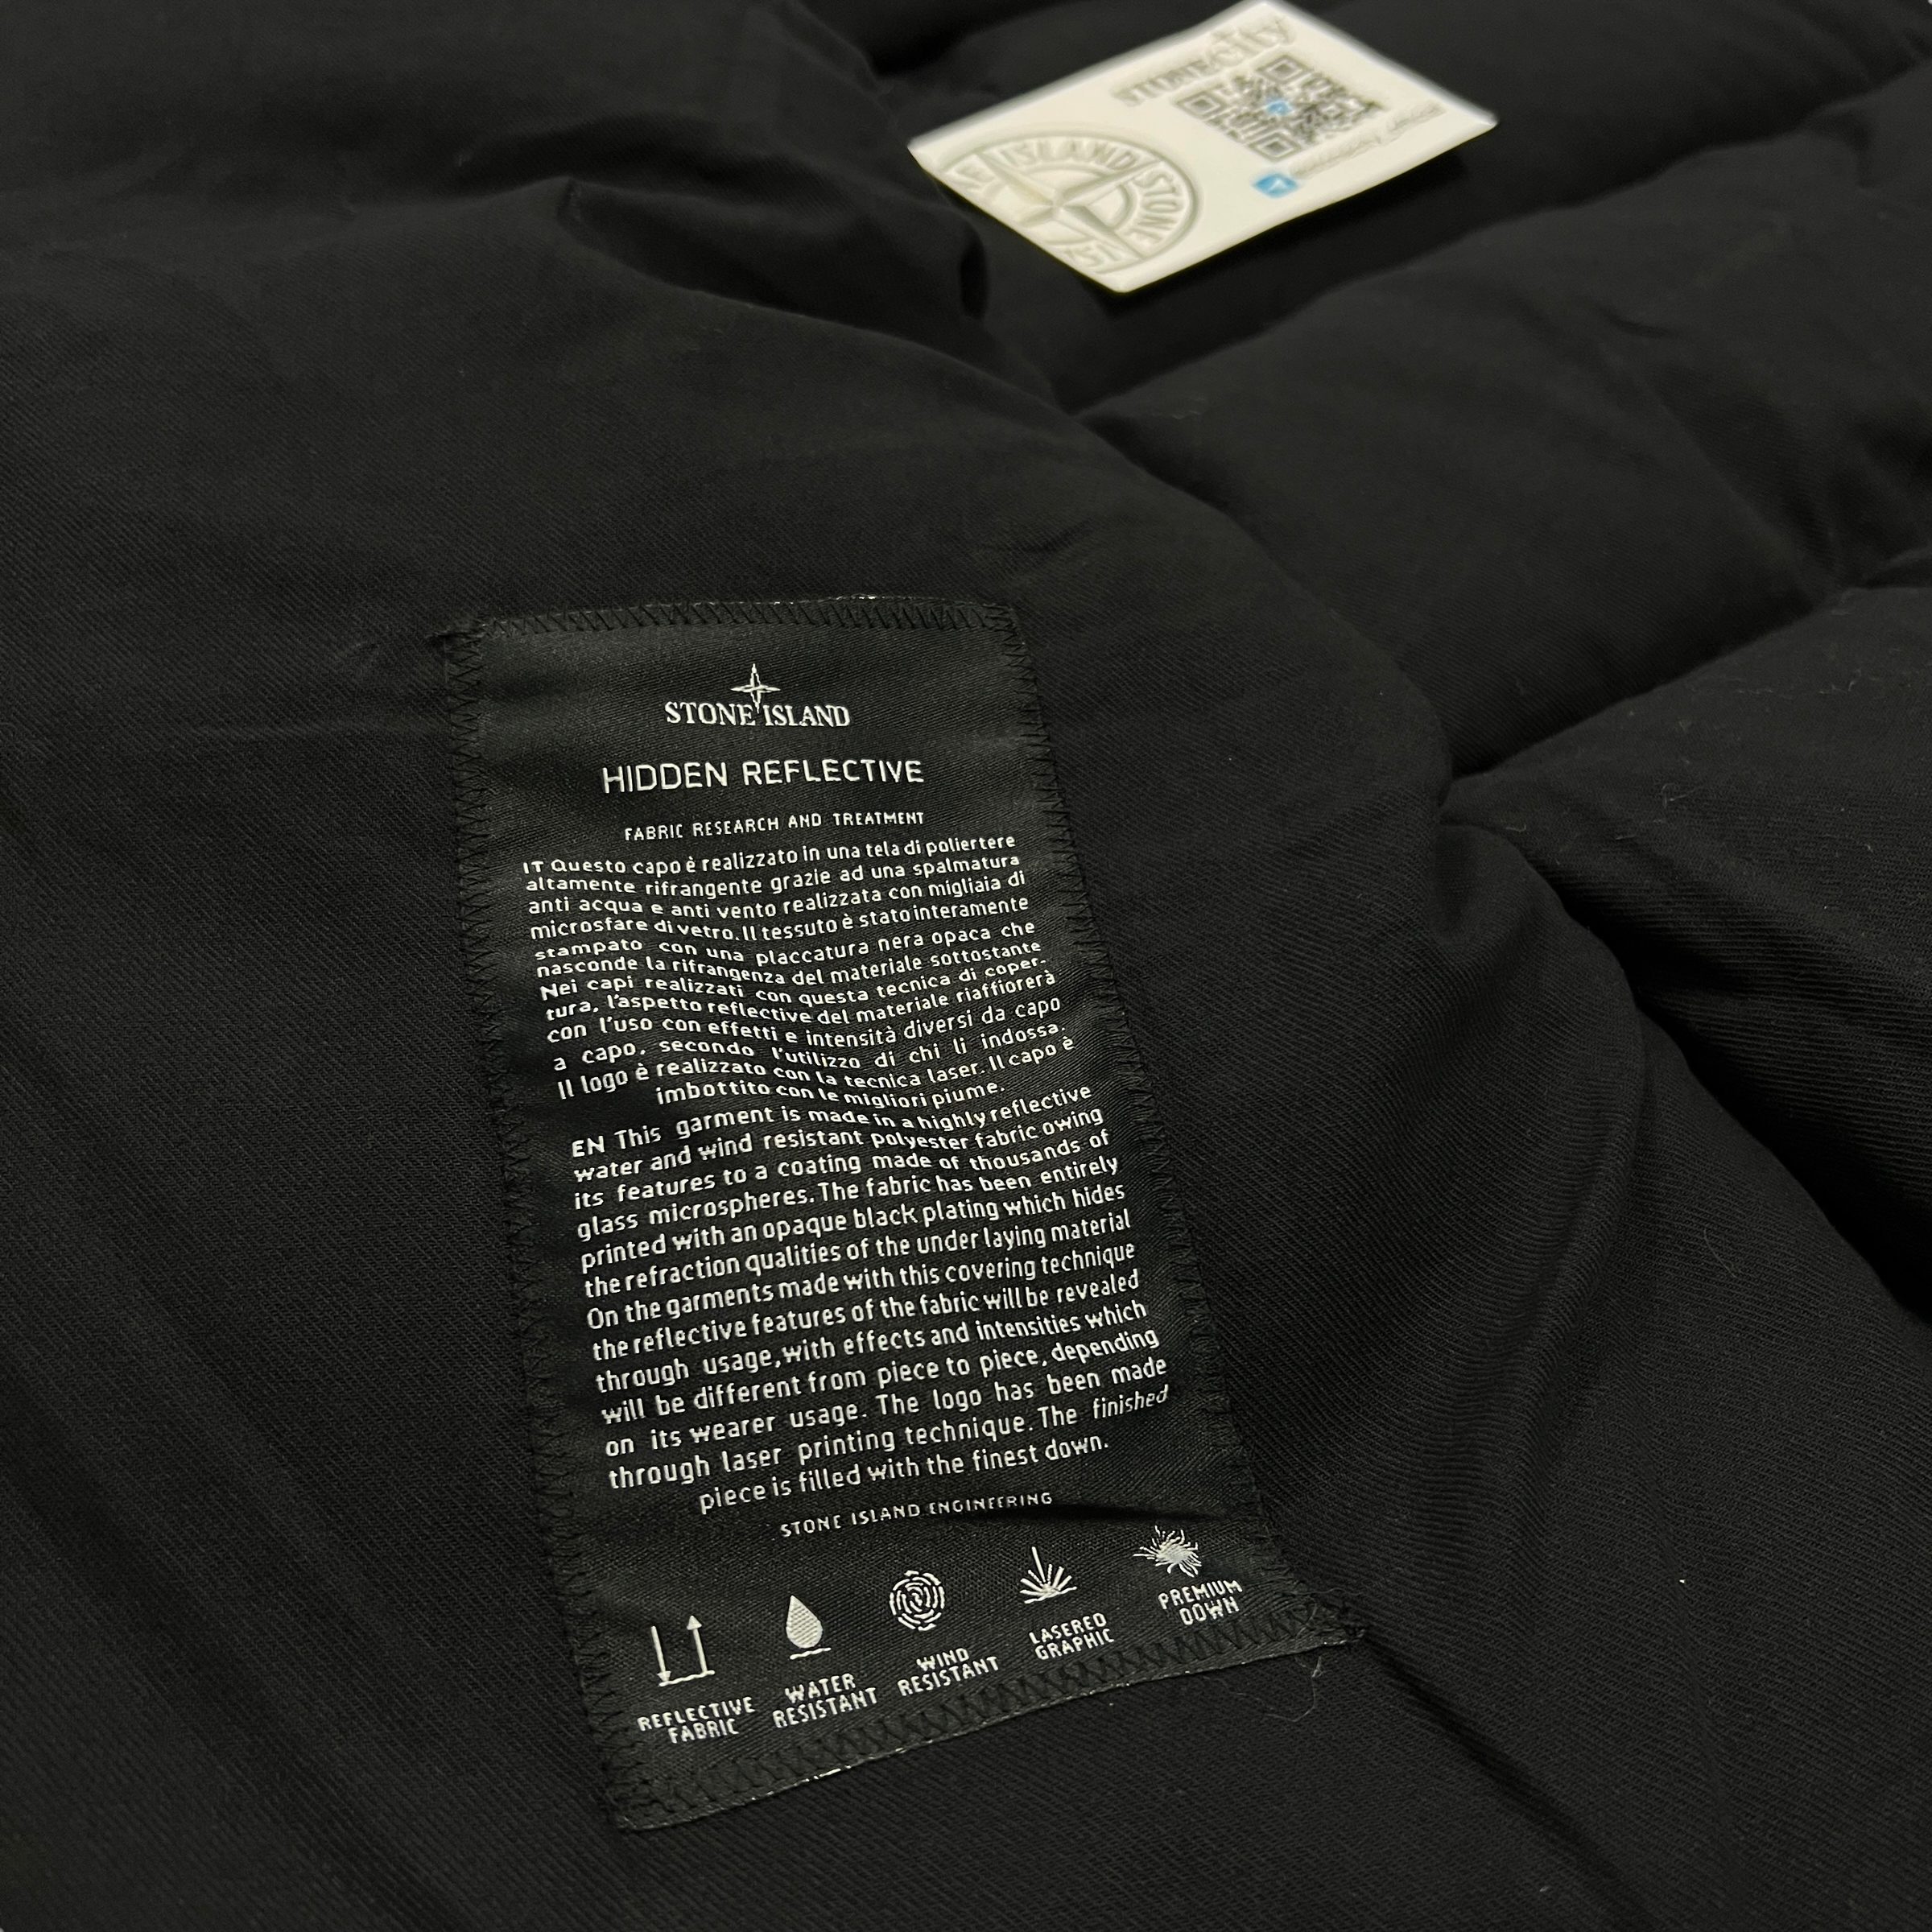 STONEcity
ISLAND STONE
STONE ISLAND
HIDDEN REFLECTIVE
FABRIC RESEARCH AND TREATMENT
IT Questo capo è realizzato in una tela di poliertere
altamente rifrangente grazie ad una spalmatura
anti acqua e anti vento realizzata con migliaia di
microsfare di vetro. Il tessuto è stato interamente
stampato con una placcatura nera opaca che
nasconde la rifrangenza del materiale sottostante
Nei capi realizzati con questa tecnica di coper-
tura, l'aspetto reflective del materiale riaffiorerà
con l'uso con effetti e intensità diversi da capo
a capo, secondo l'utilizzo di chi li indossa.
Il logo è realizzato con la tecnica laser. Il capo è
imbottito con le migliori piume.
EN This garment is made in a highly reflective
water and wind resistant polyester fabric owing
its features to a coating made of thousands of
glass microspheres. The fabric has been entirely
printed with an opaque black plating which hides
the refraction qualities of the under laying material
On the garments made with this covering technique
the reflective features of the fabric will be revealed
through usage, with effects and intensities which
will be different from piece to piece, depending
on its wearer usage. The logo has been made
through laser printing technique. The finished
piece is filled with the finest down.
STONE ISLAND ENGINEERING
REFLECTIVE FABRIC
WATER RESISTANT
WIND RESISTANT
LASERED GRAPHIC
PREMIUM DOWN